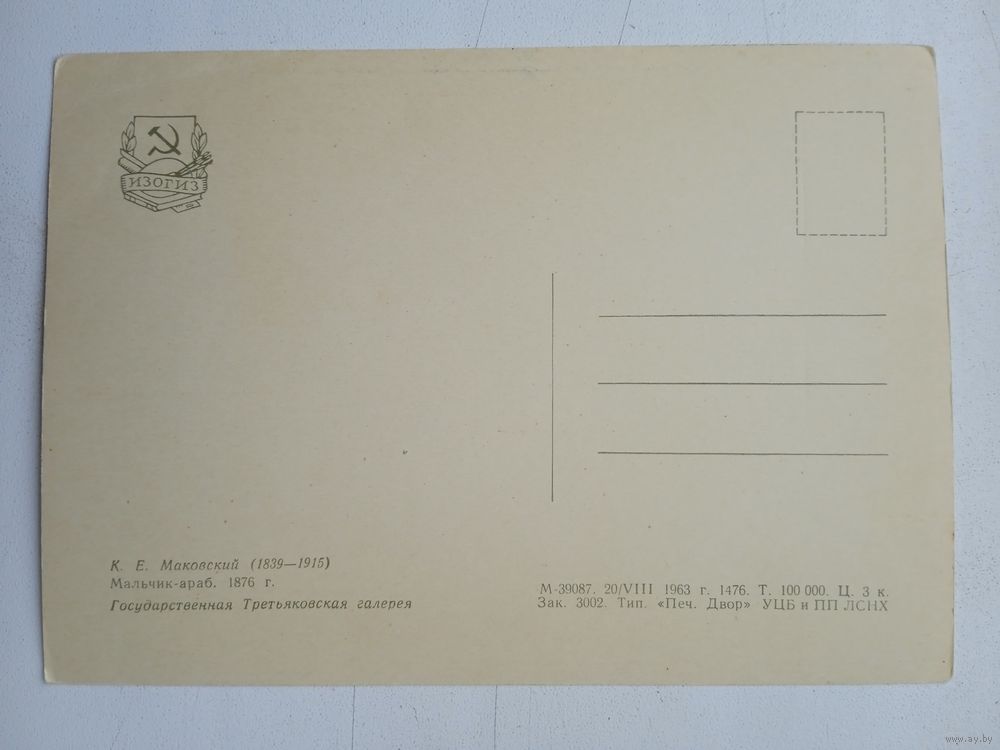 ИЗОГИЗ
К. Е. Маковский (1839—1915)
Мальчик-араб. 1876 г.
Государственная Третьяковская галерея
М-39087. 20/VIII 1963 г. 1476. Т. 100 000. Ц. 3 к.
Зак. 3002. Тип. «Печ. Двор» УЦБ и ПП ЛСНХ
www.ay.by